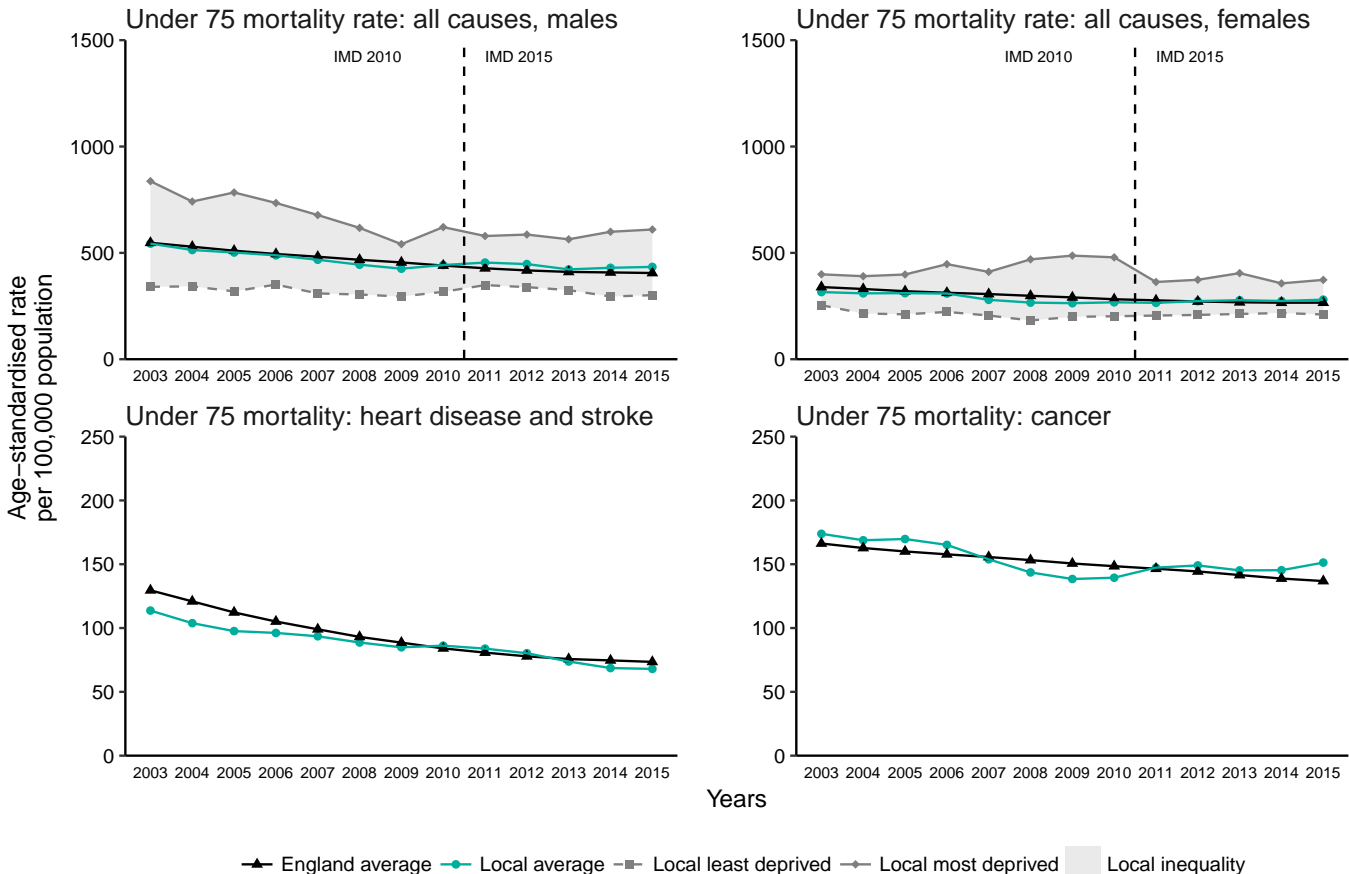 Under 75 mortality rate: all causes, males
1500
1000
500
0
IMD 2010
IMD 2015
2003 2004 2005 2006 2007 2008 2009 2010 2011 2012 2013 2014 2015
Under 75 mortality rate: all causes, females
1500
1000
500
0
IMD 2010
IMD 2015
2003 2004 2005 2006 2007 2008 2009 2010 2011 2012 2013 2014 2015
Age−standardised rate
per 100,000 population
Under 75 mortality: heart disease and stroke
250
200
150
100
50
0
2003 2004 2005 2006 2007 2008 2009 2010 2011 2012 2013 2014 2015
Under 75 mortality: cancer
250
200
150
100
50
0
2003 2004 2005 2006 2007 2008 2009 2010 2011 2012 2013 2014 2015
Years
England average Local average Local least deprived Local most deprived Local inequality